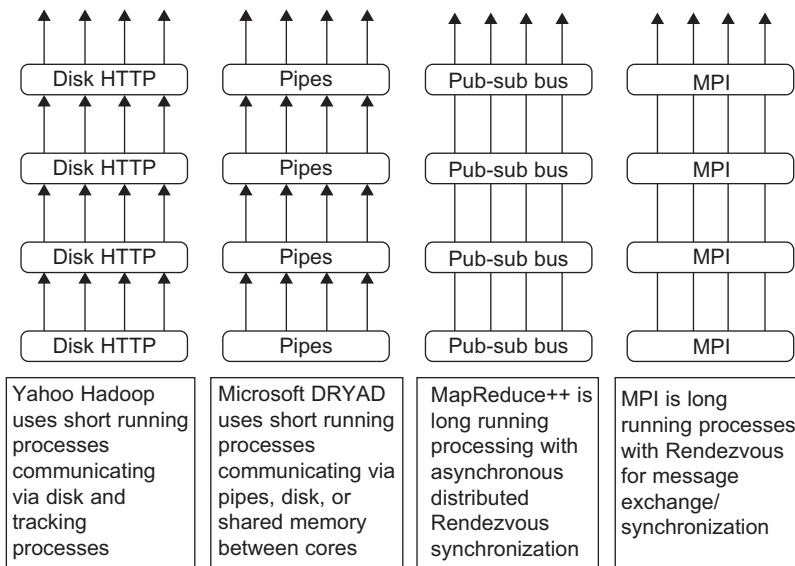 Disk HTTP
Pipes
Pub-sub bus
MPI
Disk HTTP
Pipes
Pub-sub bus
MPI
Disk HTTP
Pipes
Pub-sub bus
MPI
Disk HTTP
Pipes
Pub-sub bus
MPI
Yahoo Hadoop
uses short running
processes
communicating
via disk and
tracking
processes
Microsoft DRYAD
uses short running
processes
communicating via
pipes, disk, or
shared memory
between cores
MapReduce++ is
long running
processing with
asynchronous
distributed
Rendezvous
synchronization
MPI is long
running processes
with Rendezvous
for message
exchange/
synchronization